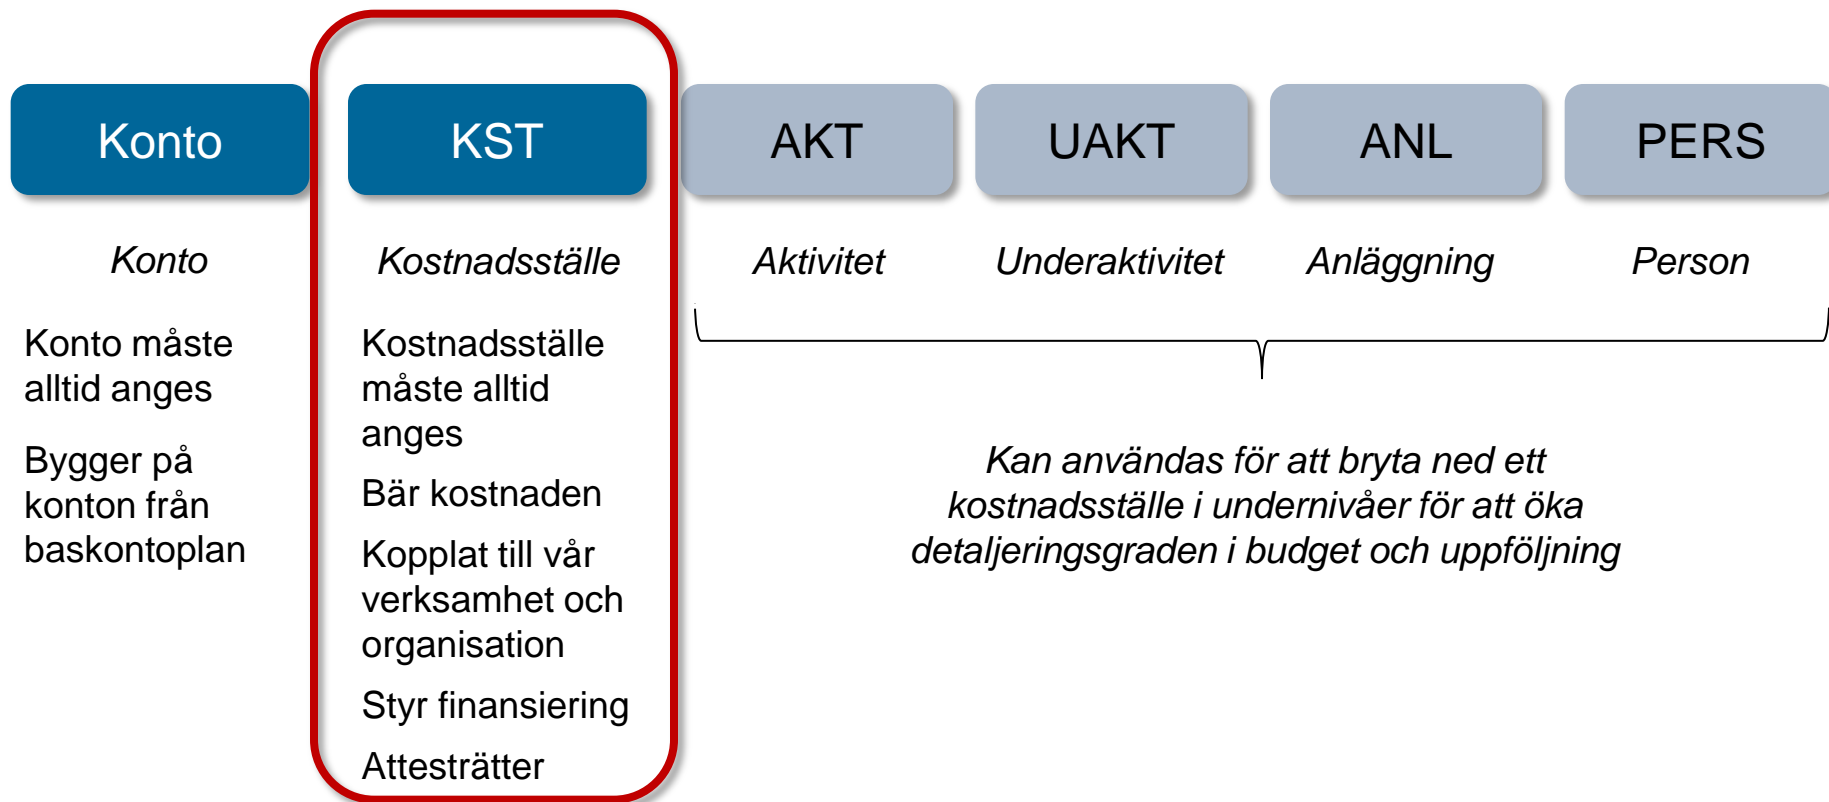 Konto
KST
AKT
UAKT
ANL
PERS
Konto
Kostnadsställe
Aktivitet
Underaktivitet
Anläggning
Person
Konto måste
alltid anges
Bygger på
konton från
baskontoplan
Kostnadsställe
måste alltid
anges
Bär kostnaden
Kopplat till vår
verksamhet och
organisation
Styr finansiering
Attesträtter
Kan användas för att bryta ned ett
kostnadsställe i undernivåer för att öka
detaljeringsgraden i budget och uppföljning